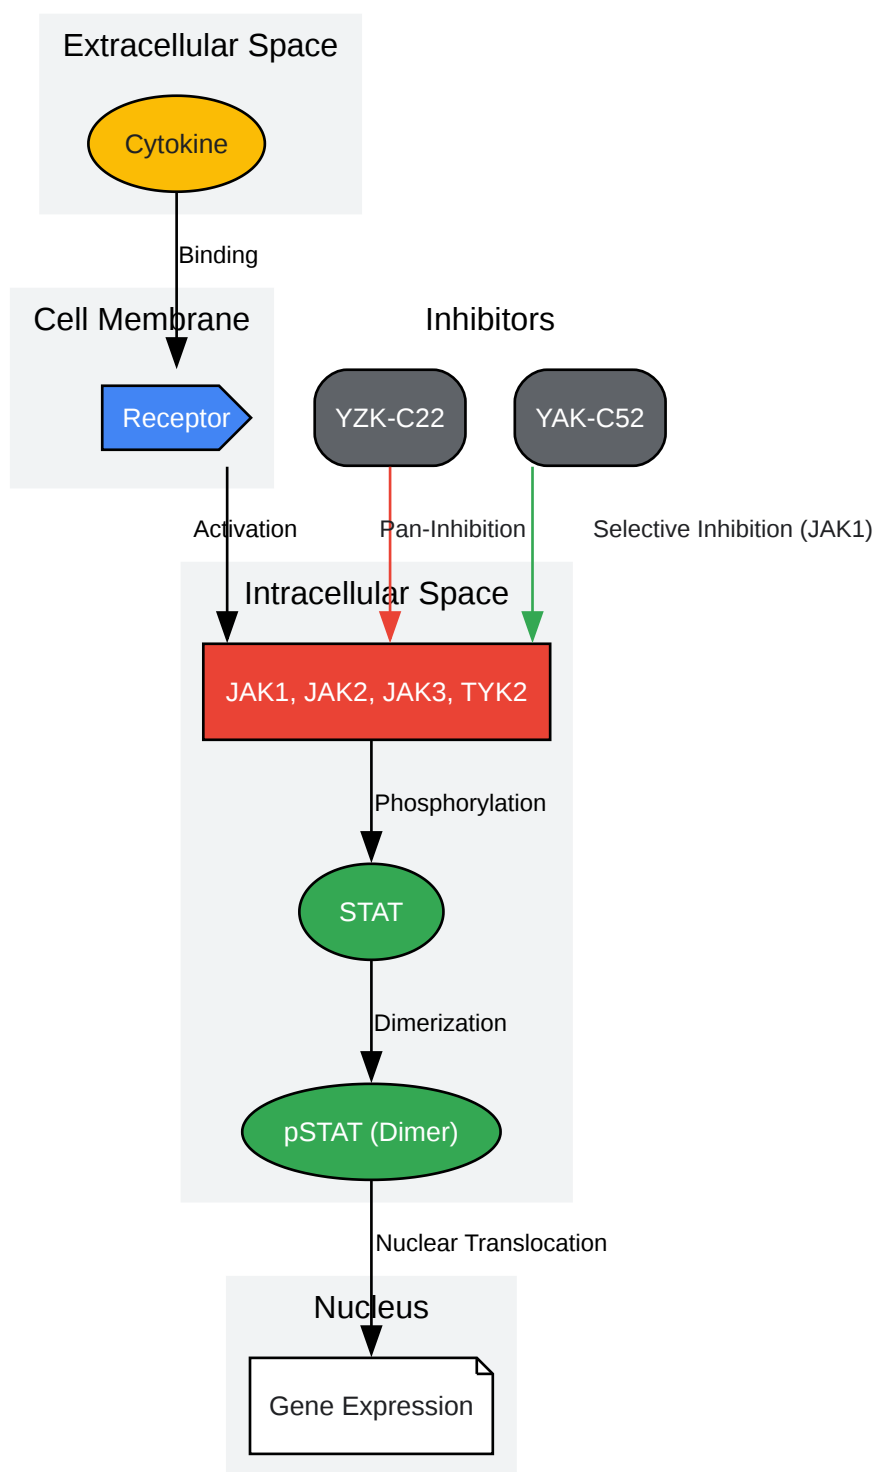 Extracellular Space
Cytokine
Binding
Cell Membrane
Inhibitors
Receptor
YZK-C22
YAK-C52
Activation
Pan-Inhibition
Selective Inhibition (JAK1)
Intracellular Space
JAK1, JAK2, JAK3, TYK2
Phosphorylation
STAT
Dimerization
pSTAT (Dimer)
Nuclear Translocation
Nucleus
Gene Expression